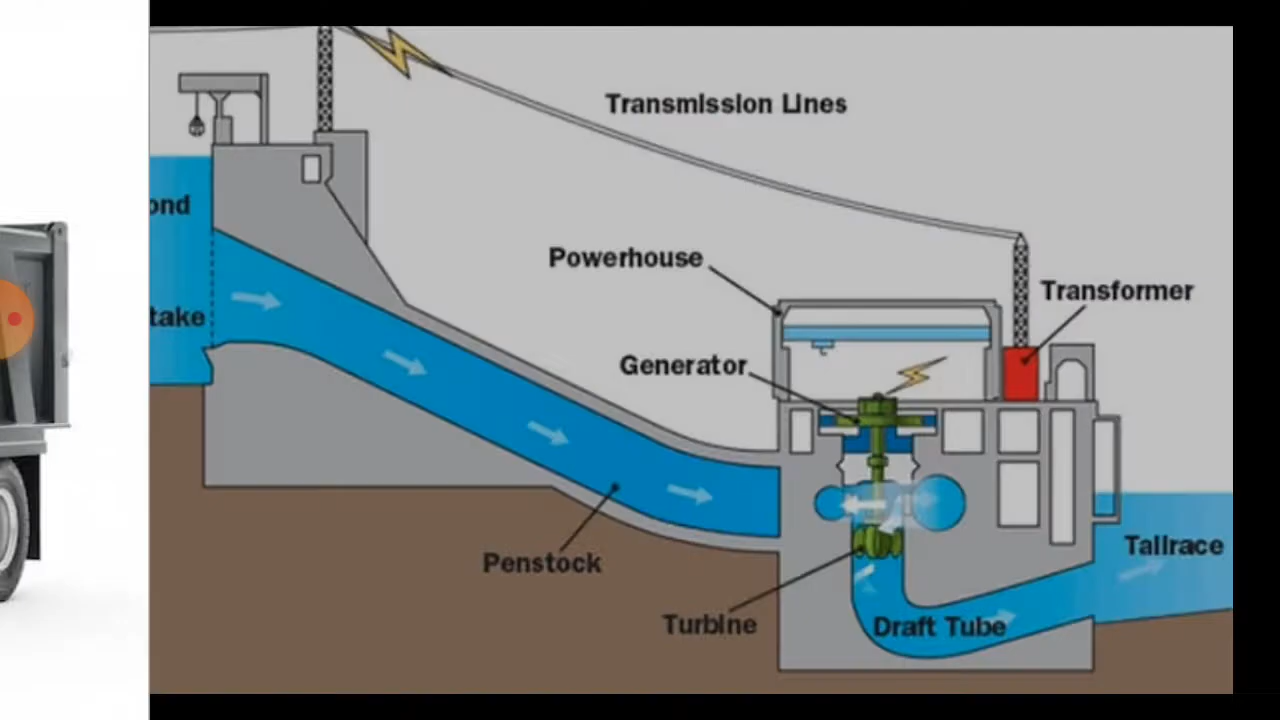 Transmission Lines
ond
Powerhouse
Transformer
take
Generator
Tailrace
Penstock
Turbine
Draft Tube